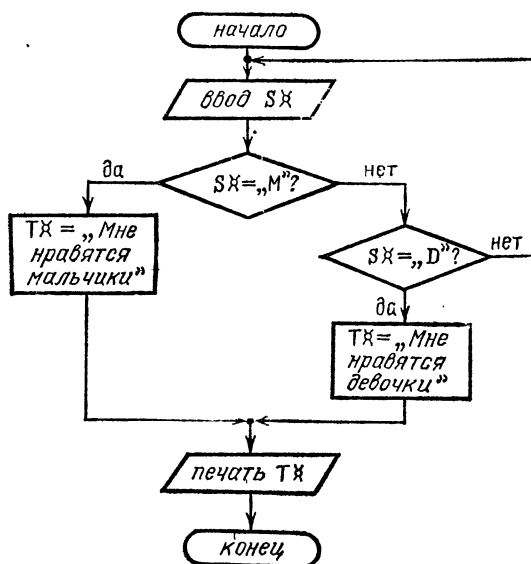 начало
ввод S¤
S¤=„M”?
да
нет
T¤ = „Мне
нравятся
мальчики”
S¤=„D”?
нет
да
T¤=„Мне
нравятся
девочки”
печать T¤
конец